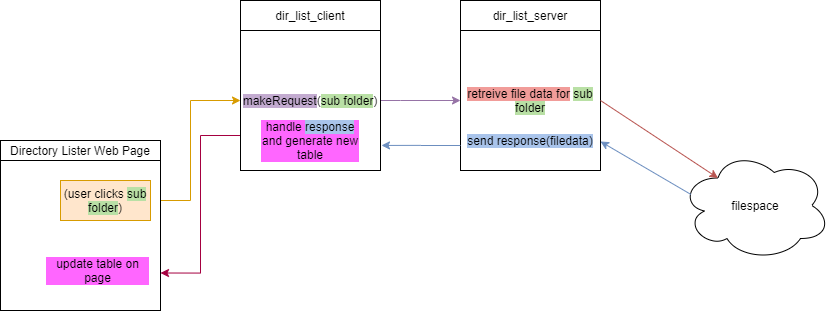 dir_list_client
dir_list_server
makeRequest(sub folder)
retreive file data for sub
folder
handle response
and generate new
table
send response(filedata)
Directory Lister Web Page
(user clicks sub
folder)
filespace
update table on
page